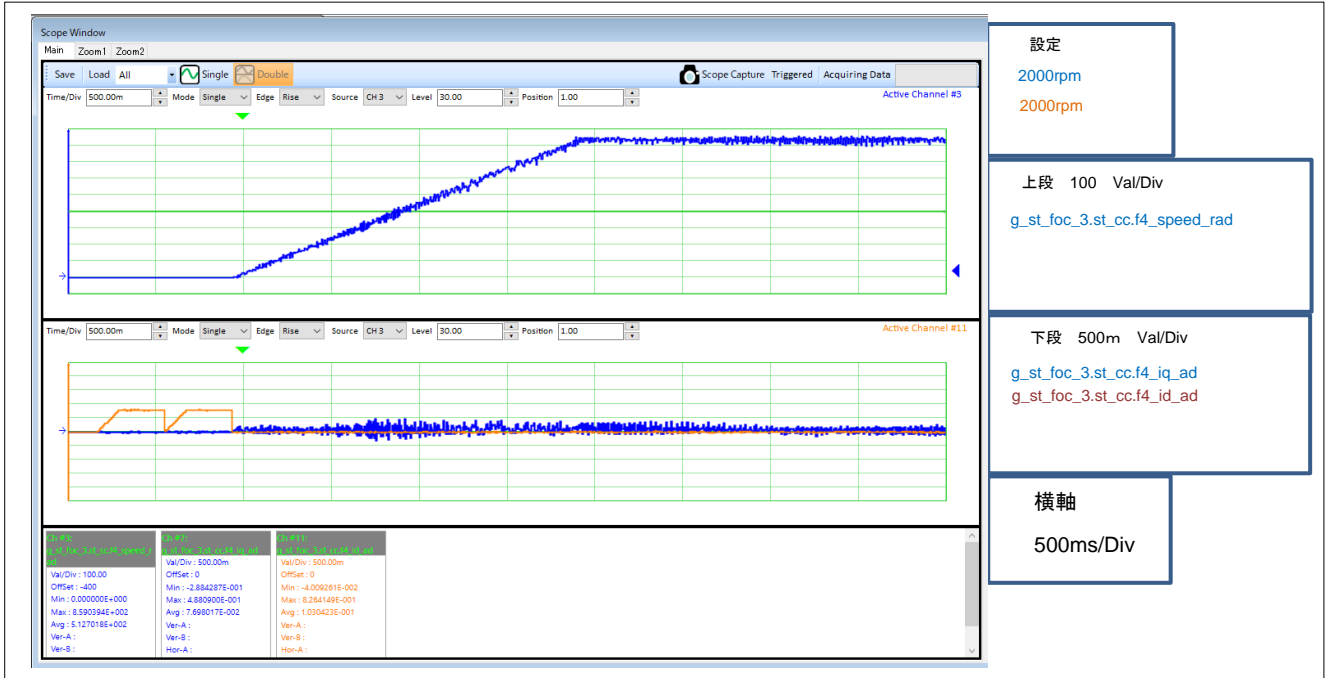 Scope Window
Main Zoom1 Zoom2
Save Load All Single Double Scope Capture Triggered Acquiring Data
Time/Div 500.00m Mode Single Edge Rise Source CH 3 Level 30.00 Position 1.00
Active Channel #3
Time/Div 500.00m Mode Single Edge Rise Source CH 3 Level 30.00 Position 1.00
Active Channel #11
Ch #3:
g_st_foc_3.st_sc.f4_speed_r
ad
Val/Div : 100.00
OffSet : -400
Min : 0.000000E+000
Max : 8.590394E+002
Avg : 5.127018E+002
Ver-A :
Ver-B :
Ch #7:
g_st_foc_3.st_cc.f4_iq_ad
Val/Div : 500.00m
OffSet : 0
Min : -2.884287E-001
Max : 4.880900E-001
Avg : 7.698017E-002
Ver-A :
Ver-B :
Hor-A :
Ch #11:
g_st_foc_3.st_cc.f4_id_ad
Val/Div : 500.00m
OffSet : 0
Min : -4.009261E-002
Max : 8.264149E-001
Avg : 1.030423E-001
Ver-A :
Ver-B :
Hor-A :
設定
2000rpm
2000rpm
上段 100 Val/Div
g_st_foc_3.st_cc.f4_speed_rad
下段 500m Val/Div
g_st_foc_3.st_cc.f4_iq_ad
g_st_foc_3.st_cc.f4_id_ad
横軸
500ms/Div